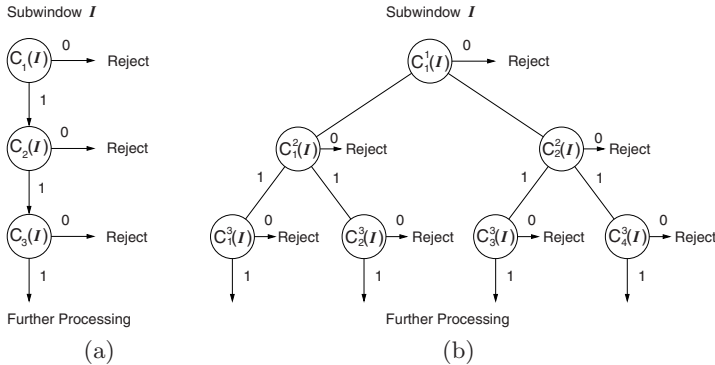 Subwindow I
C₁(I) 0 Reject
1
C₂(I) 0 Reject
1
C₃(I) 0 Reject
1
Further Processing
(a)
Subwindow I
C¹₁(I) 0 Reject
C²₁(I) 0 Reject
C²₂(I) 0 Reject
1 1 1 1
C³₁(I) 0 Reject
C³₂(I) 0 Reject
C³₃(I) 0 Reject
C³₄(I) 0 Reject
1 1 1 1
Further Processing
(b)